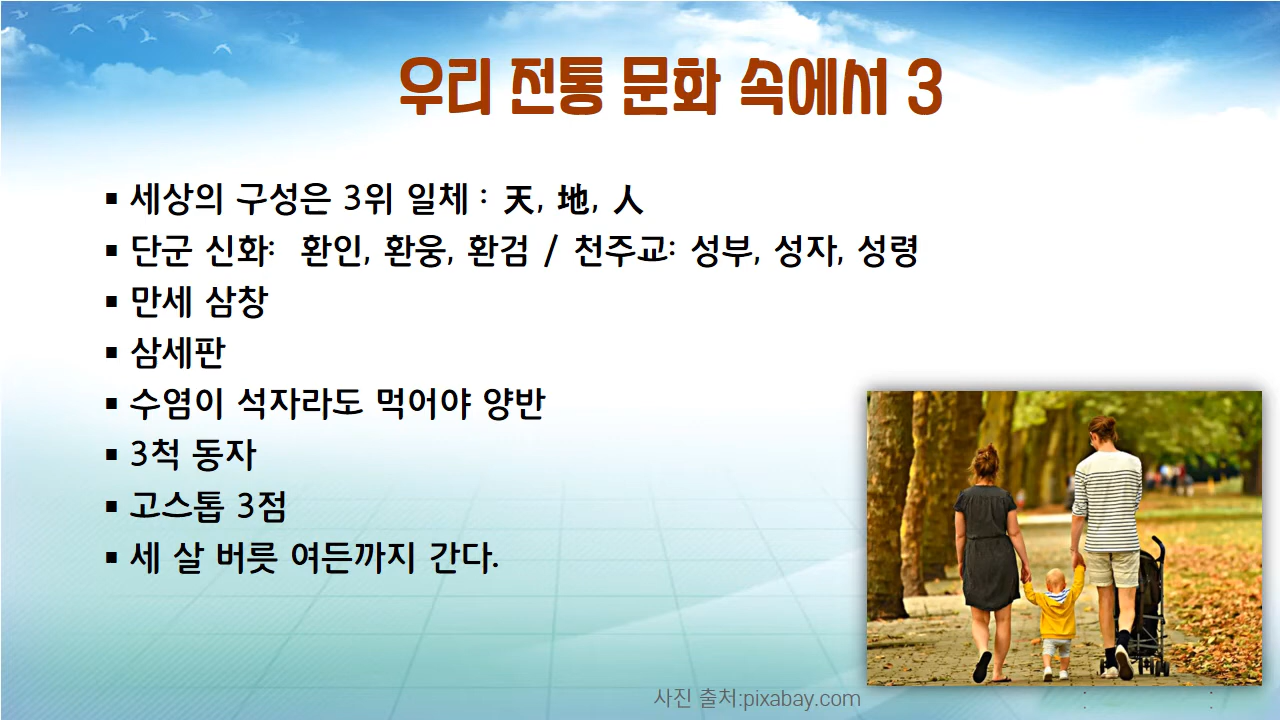 우리 전통 문화 속에서 3
▪ 세상의 구성은 3위 일체 : 天, 地, 人
▪ 단군 신화:  환인, 환웅, 환검 / 천주교: 성부, 성자, 성령
▪ 만세 삼창
▪ 삼세판
▪ 수염이 석자라도 먹어야 양반
▪ 3척 동자
▪ 고스톱 3점
▪ 세 살 버릇 여든까지 간다.
사진 출처:pixabay.com